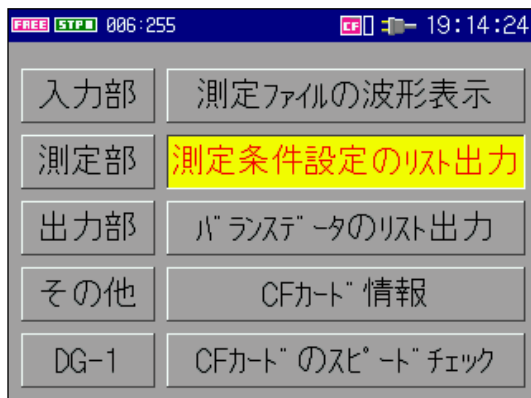 FREE STP 006:255 CF 19:14:24
入力部 測定ファイルの波形表示
測定部 測定条件設定のリスト出力
出力部 バランスデータのリスト出力
その他 CFカード情報
DG-1 CFカードのスピードチェック